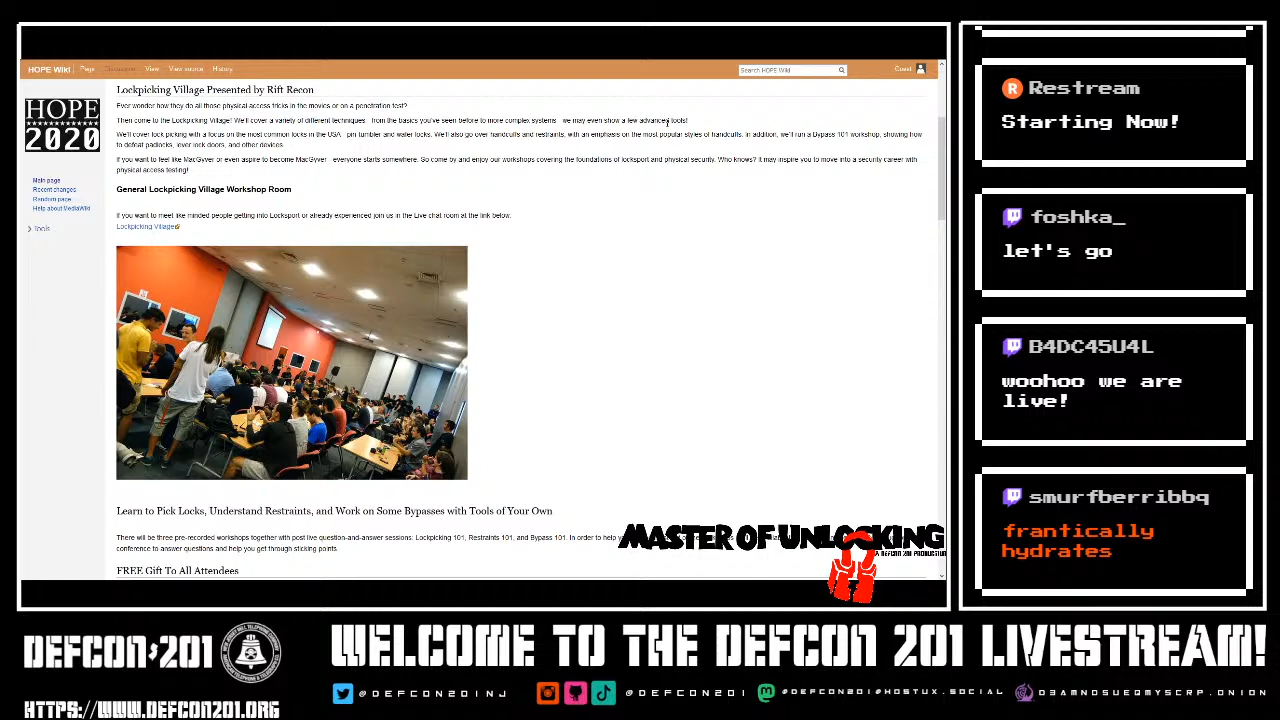 HOPE Wiki Page Discussion View View source History
Search HOPE Wiki
Guest
HOPE
2020
Main page
Recent changes
Random page
Help about MediaWiki
Tools
Lockpicking Village Presented by Rift Recon
Ever wonder how they do all those physical access tricks in the movies or on a penetration test?
Then come to the Lockpicking Village! We'll cover a variety of different techniques - from the basics you've seen before to more complex systems - we may even show a few advanced tools!
We'll cover lock picking with a focus on the most common locks in the USA - pin tumbler and wafer locks. We'll also go over handcuffs and restraints, with an emphasis on the most popular styles of handcuffs. In addition, we'll run a Bypass 101 workshop, showing how
to defeat padlocks, lever lock doors, and other devices.
If you want to feel like MacGyver or even aspire to become MacGyver - everyone starts somewhere. So come by and enjoy our workshops covering the foundations of locksport and physical security. Who knows? It may inspire you to move into a security career with
physical access testing!
General Lockpicking Village Workshop Room
If you want to meet like minded people getting into Locksport or already experienced join us in the Live chat room at the link below:
Lockpicking Village
Learn to Pick Locks, Understand Restraints, and Work on Some Bypasses with Tools of Your Own
There will be three pre-recorded workshops together with post live question-and-answer sessions: Lockpicking 101, Restraints 101, and Bypass 101. In order to help
conference to answer questions and help you get through sticking points.
FREE Gift To All Attendees
MASTER OF UNLOCKING
A DEFCON 201 PRODUCTION
Restream
Starting Now!
foshka_
let's go
B4DC45U4L
woohoo we are
live!
smurfberribbq
frantically
hydrates
DEFCON201
HTTPS://WWW.DEFCON201.ORG
WELCOME TO THE DEFCON 201 LIVESTREAM!
@DEFCON201NJ
@DEFCON201
@DEFCON201@HOSTUX.SOCIAL